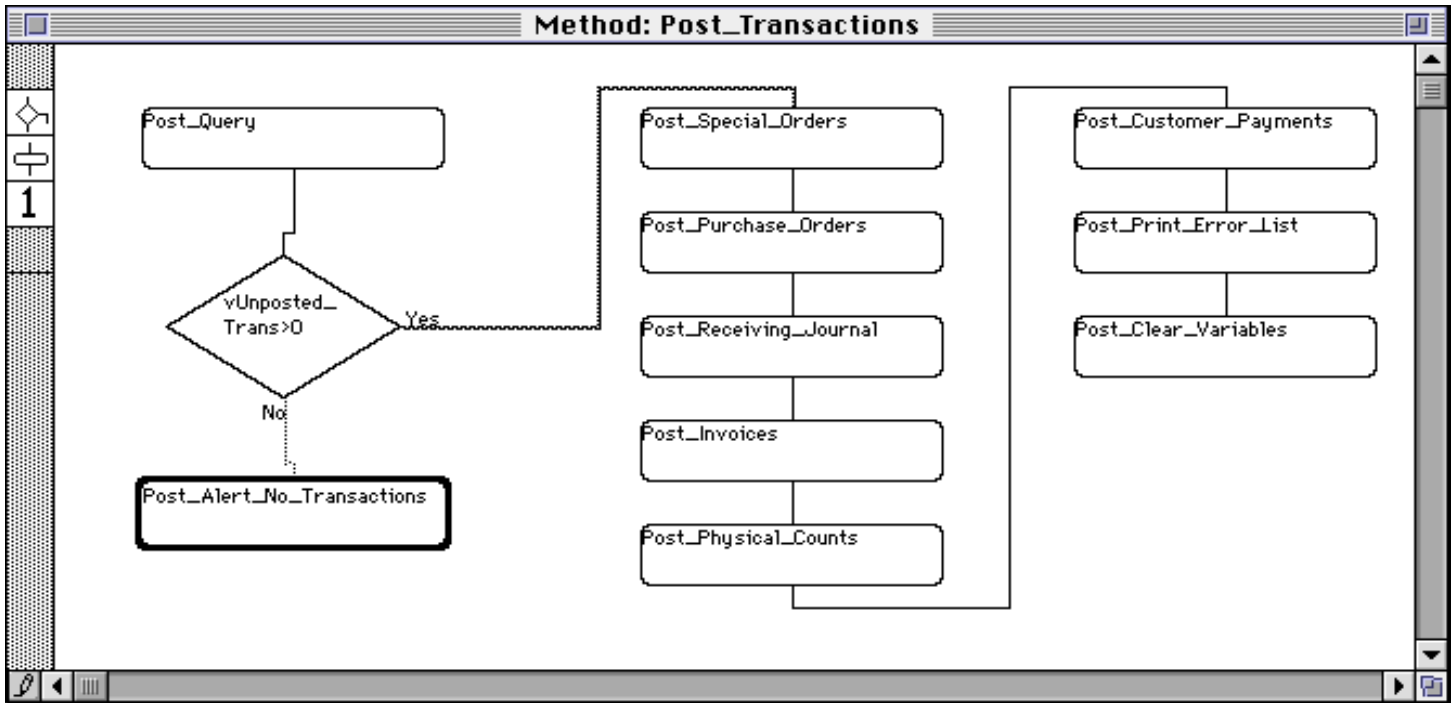 Method: Post_Transactions
1
Post_Query
vUnposted_
Trans>0
Yes
No
Post_Alert_No_Transactions
Post_Special_Orders
Post_Purchase_Orders
Post_Receiving_Journal
Post_Invoices
Post_Physical_Counts
Post_Customer_Payments
Post_Print_Error_List
Post_Clear_Variables